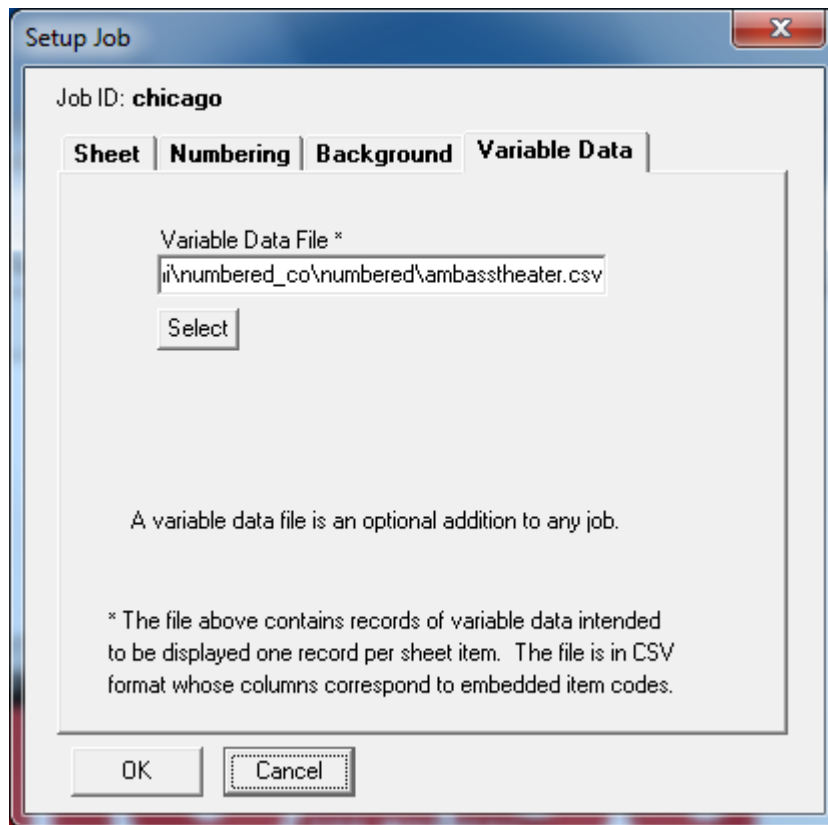 Setup Job
Job ID: chicago
Sheet Numbering Background Variable Data
Variable Data File *
ii\numbered_co\numbered\ambasstheater.csv
Select
A variable data file is an optional addition to any job.
* The file above contains records of variable data intended
to be displayed one record per sheet item. The file is in CSV
format whose columns correspond to embedded item codes.
OK Cancel